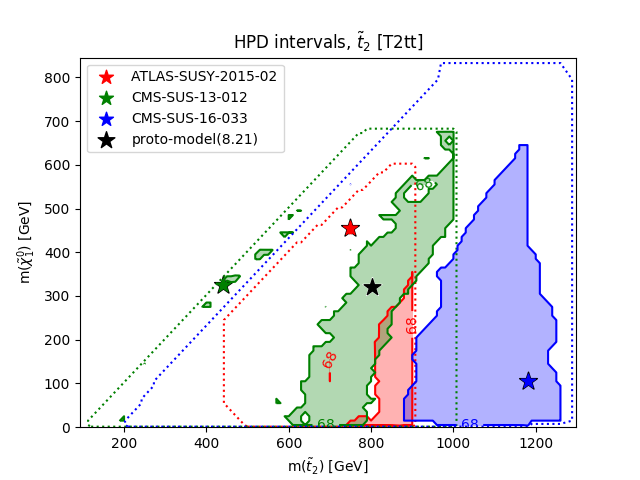 HPD intervals, t̃₂ [T2tt]
ATLAS-SUSY-2015-02
CMS-SUS-13-012
CMS-SUS-16-033
proto-model(8.21)
m(χ̃₁⁰) [GeV]
800
700
600
500
400
300
200
100
0
68
68
68
68
68
200
400
600
800
1000
1200
m(t̃₂) [GeV]